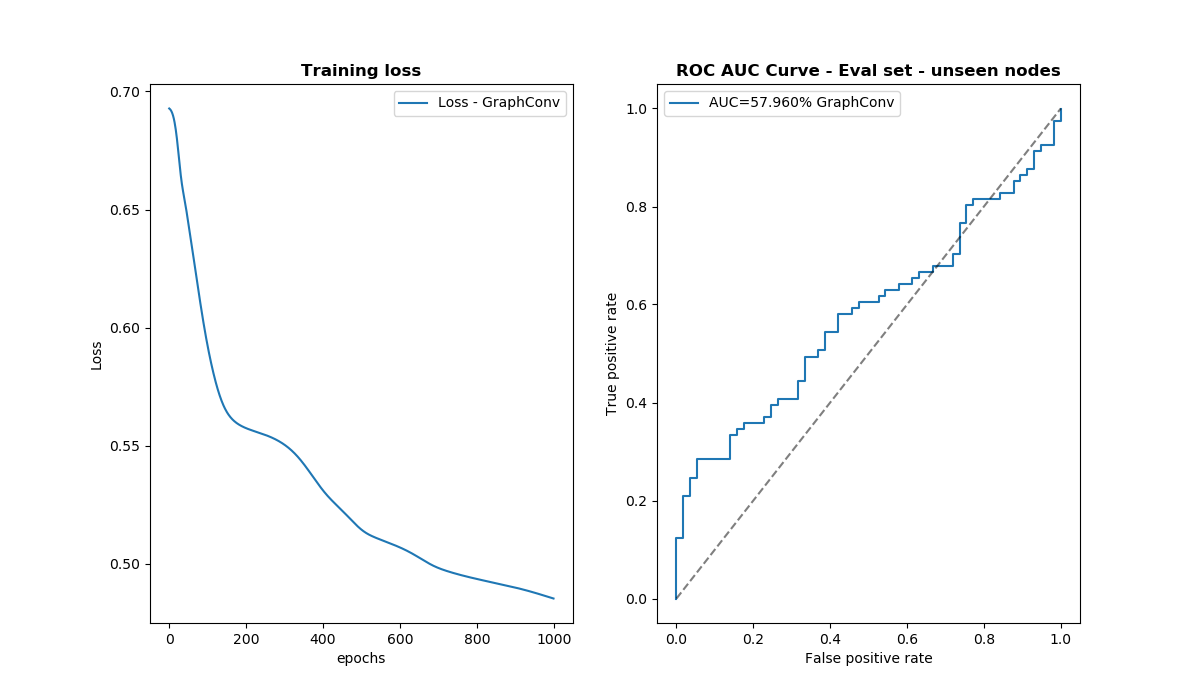 Training loss
Loss - GraphConv
0.70
0.65
0.60
0.55
0.50
Loss
0 200 400 600 800 1000
epochs
ROC AUC Curve - Eval set - unseen nodes
AUC=57.960% GraphConv
1.0
0.8
0.6
0.4
0.2
0.0
True positive rate
0.0 0.2 0.4 0.6 0.8 1.0
False positive rate